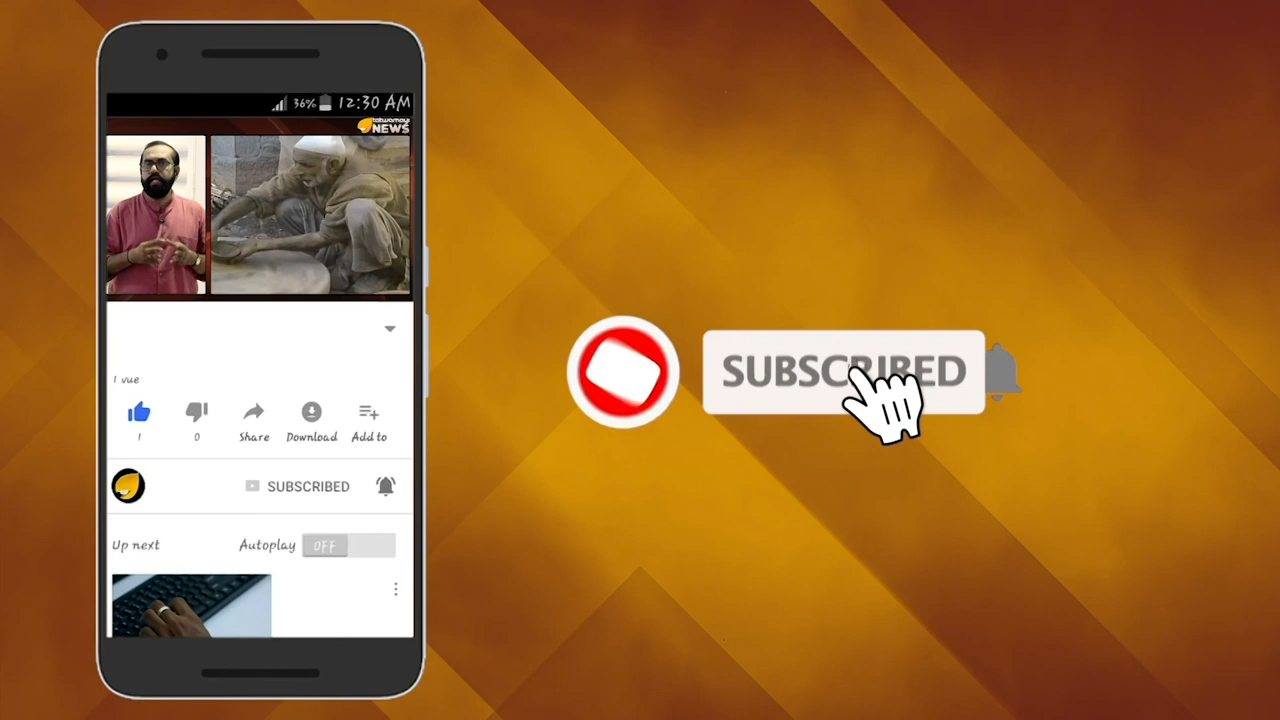 36% 12:30 AM
tatwamayi
NEWS
1 vue
1 0 Share Download Add to
SUBSCRIBED
Up next Autoplay OFF
SUBSCRIBED